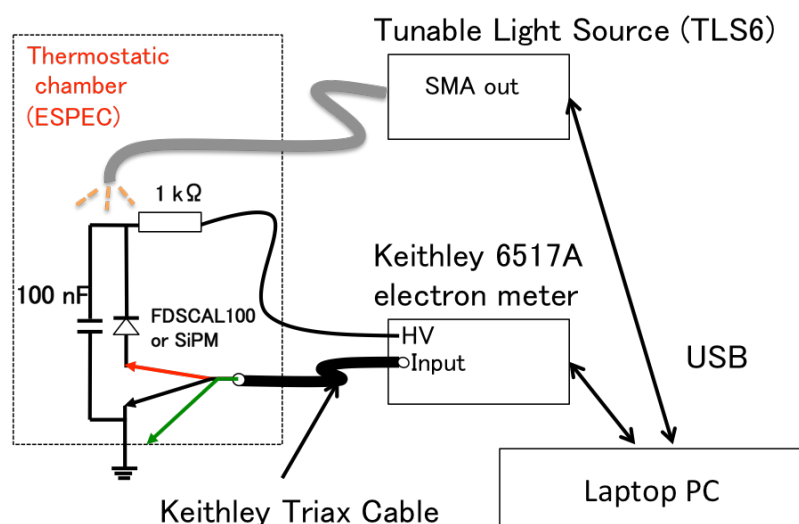 Tunable Light Source (TLS6)
Thermostatic
chamber
(ESPEC)
SMA out
1 kΩ
Keithley 6517A
electron meter
100 nF
FDSCAL100
or SiPM
HV
Input
USB
Laptop PC
Keithley Triax Cable